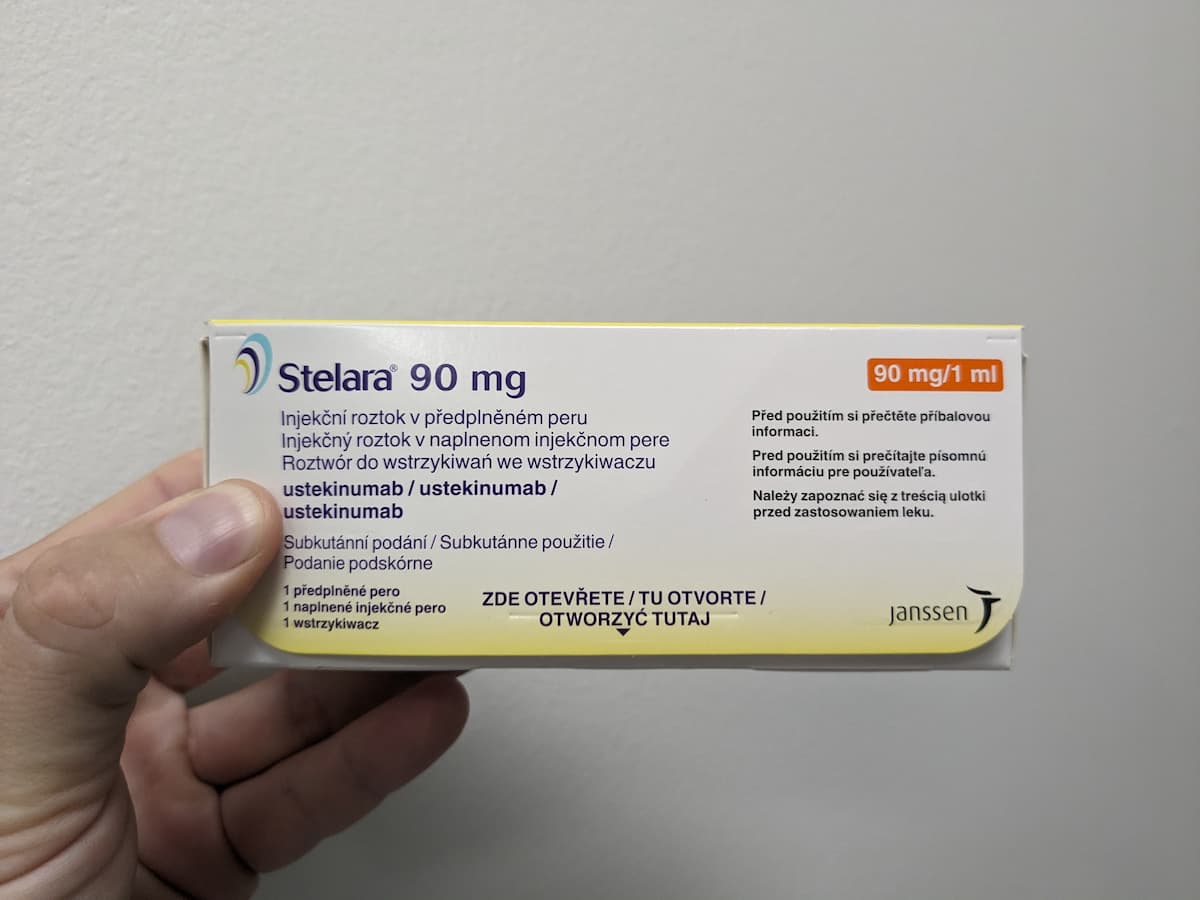 Stelara® 90 mg
90 mg/1 ml
Injekční roztok v předplněném peru
Injekčný roztok v naplnenom injekčnom pere
Roztwór do wstrzykiwań we wstrzykiwaczu
ustekinumab / ustekinumab /
ustekinumab
Subkutánní podání / Subkutánne použitie /
Podanie podskórne
1 předplněné pero
1 naplnené injekčné pero
1 wstrzykiwacz
Před použitím si přečtěte příbalovou
informaci.
Pred použitím si prečítajte písomnú
informáciu pre používateľa.
Należy zapoznać się z treścią ulotki
przed zastosowaniem leku.
ZDE OTEVŘETE / TU OTVORTE /
OTWORZYĆ TUTAJ
janssen